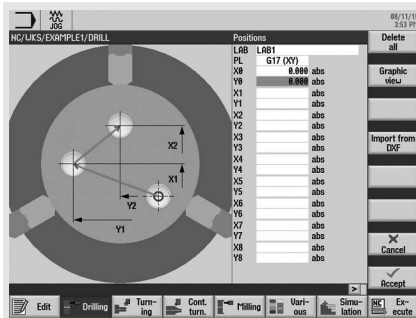 JOG
08/11/1
3:53 PM
NC/WKS/EXAMPLE1/DRILL
Positions
LAB LAB1
PL G17 (XY)
X0 0.000 abs
Y0 0.000 abs
X1 abs
Y1 abs
X2 abs
Y2 abs
X3 abs
Y3 abs
X4 abs
Y4 abs
X5 abs
Y5 abs
X6 abs
Y6 abs
X7 abs
Y7 abs
X8 abs
Y8 abs
X2
X1
Y2
Y1
Delete
all
Graphic
view
Import from
DXF
Cancel
Accept
Edit
Drilling
Turn-
ing
Cont.
turn.
Milling
Vari-
ous
Simu-
lation
NC
Ex-
ecute